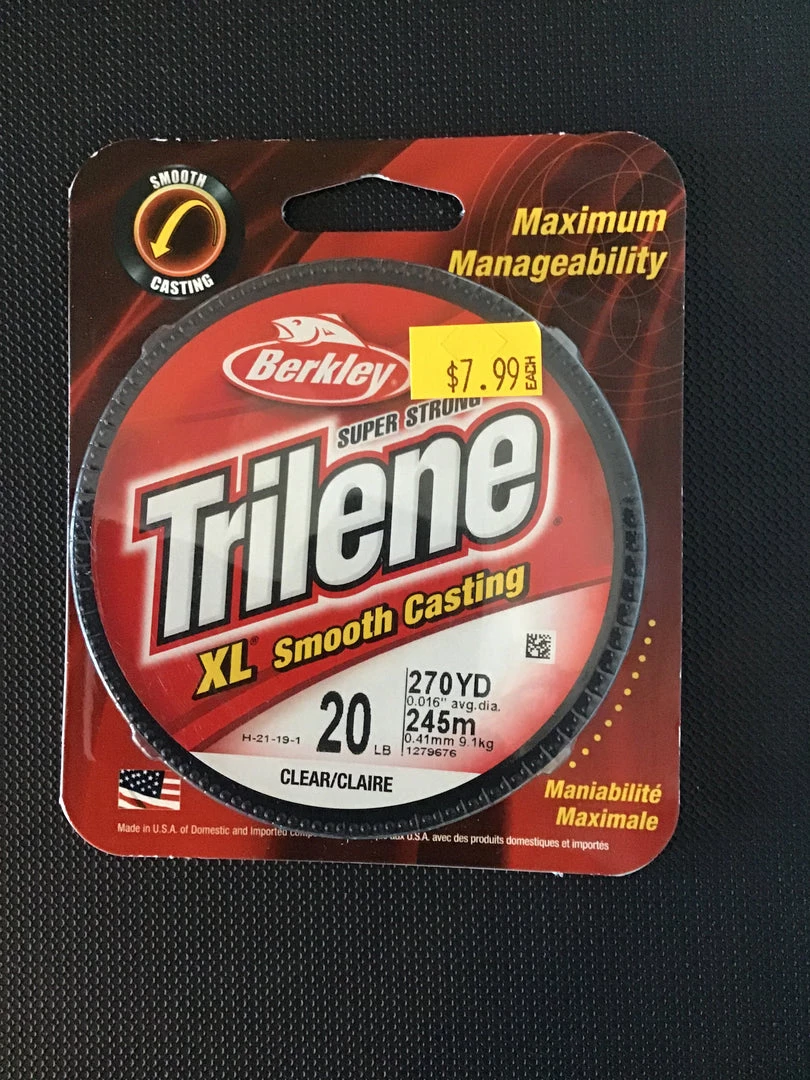 SMOOTH
CASTING
Maximum
Manageability
Berkley
$7.99 EACH
SUPER STRONG
Trilene®
XL® Smooth Casting
270YD
0.016" avg.dia.
245m
0.41mm 9.1kg
1279676
20 LB
H-21-19-1
CLEAR/CLAIRE
Maniabilité
Maximale
Made in U.S.A. of Domestic and Imported
aux U.S.A. avec des produits domestiques et importés